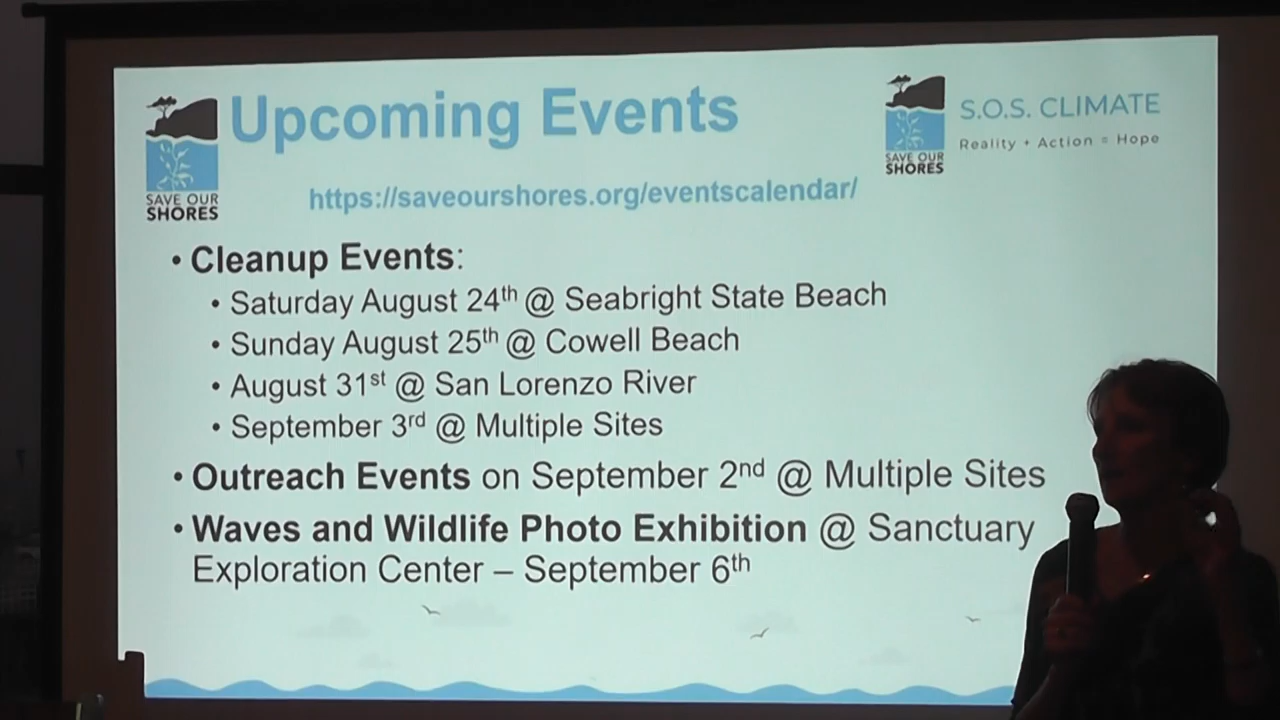 Upcoming Events
SAVE OUR
SHORES
S.O.S. CLIMATE
Reality + Action = Hope
SAVE OUR
SHORES
https://saveourshores.org/eventscalendar/
• Cleanup Events:
• Saturday August 24th @ Seabright State Beach
• Sunday August 25th @ Cowell Beach
• August 31st @ San Lorenzo River
• September 3rd @ Multiple Sites
• Outreach Events on September 2nd @ Multiple Sites
• Waves and Wildlife Photo Exhibition @ Sanctuary
Exploration Center – September 6th